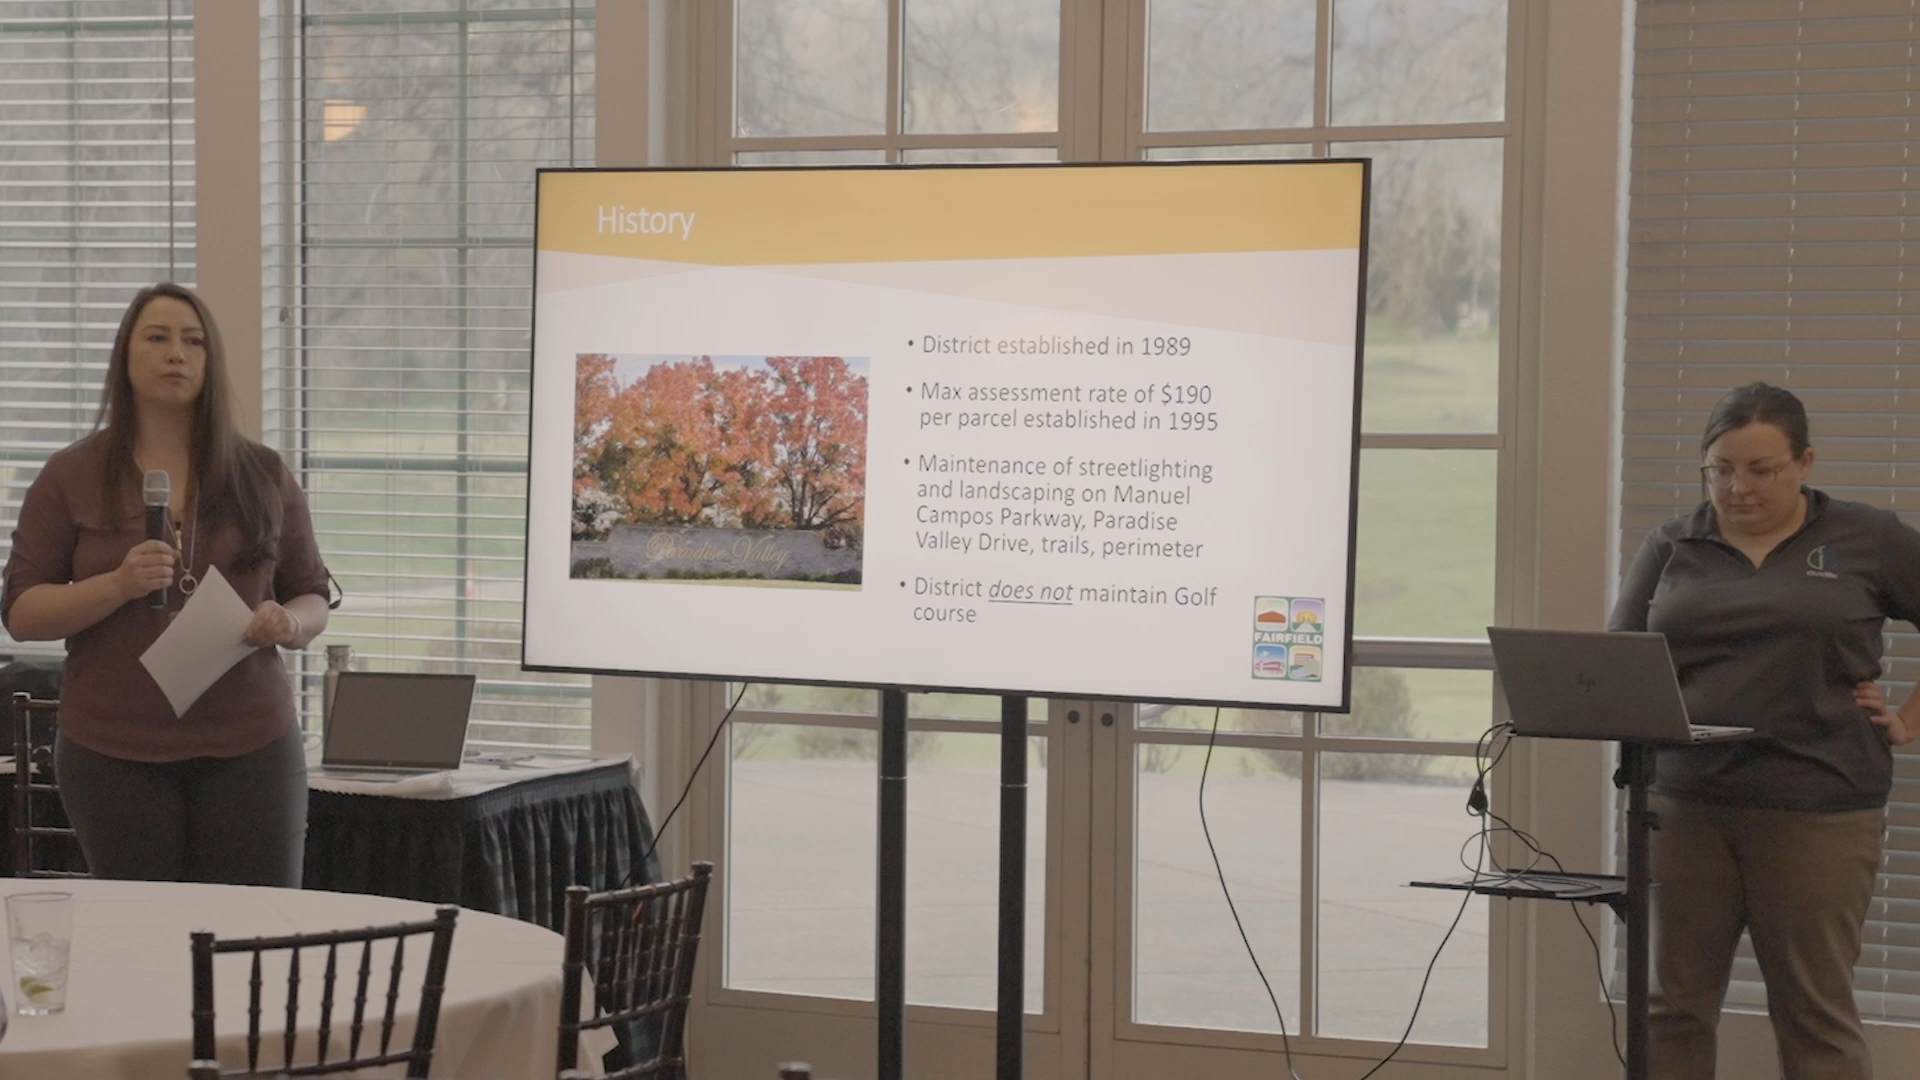 History
• District established in 1989
• Max assessment rate of $190
per parcel established in 1995
• Maintenance of streetlighting
and landscaping on Manuel
Campos Parkway, Paradise
Valley Drive, trails, perimeter
• District does not maintain Golf
course
Paradise Valley
FAIRFIELD
hp